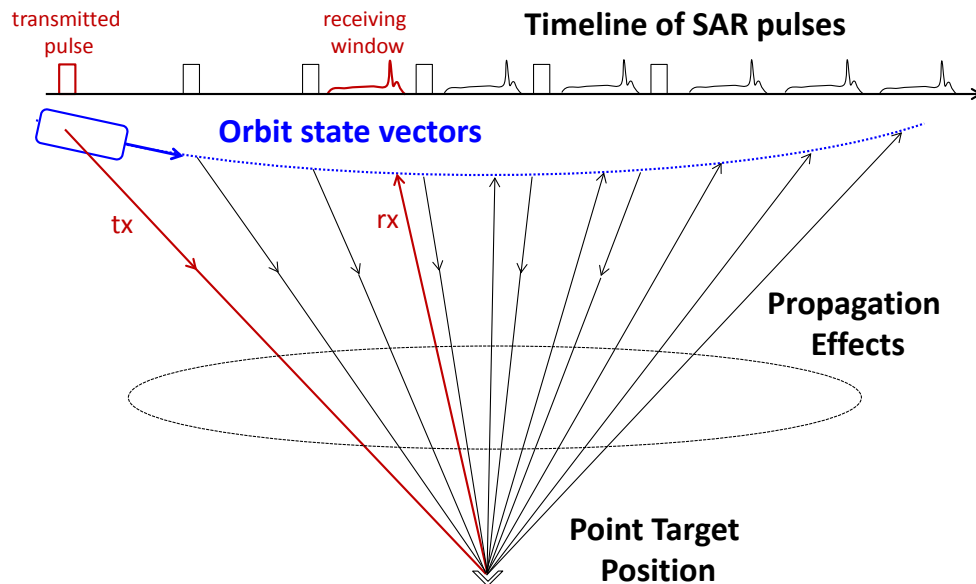 transmitted
pulse
receiving
window
Timeline of SAR pulses
Orbit state vectors
tx
rx
Propagation
Effects
Point Target
Position